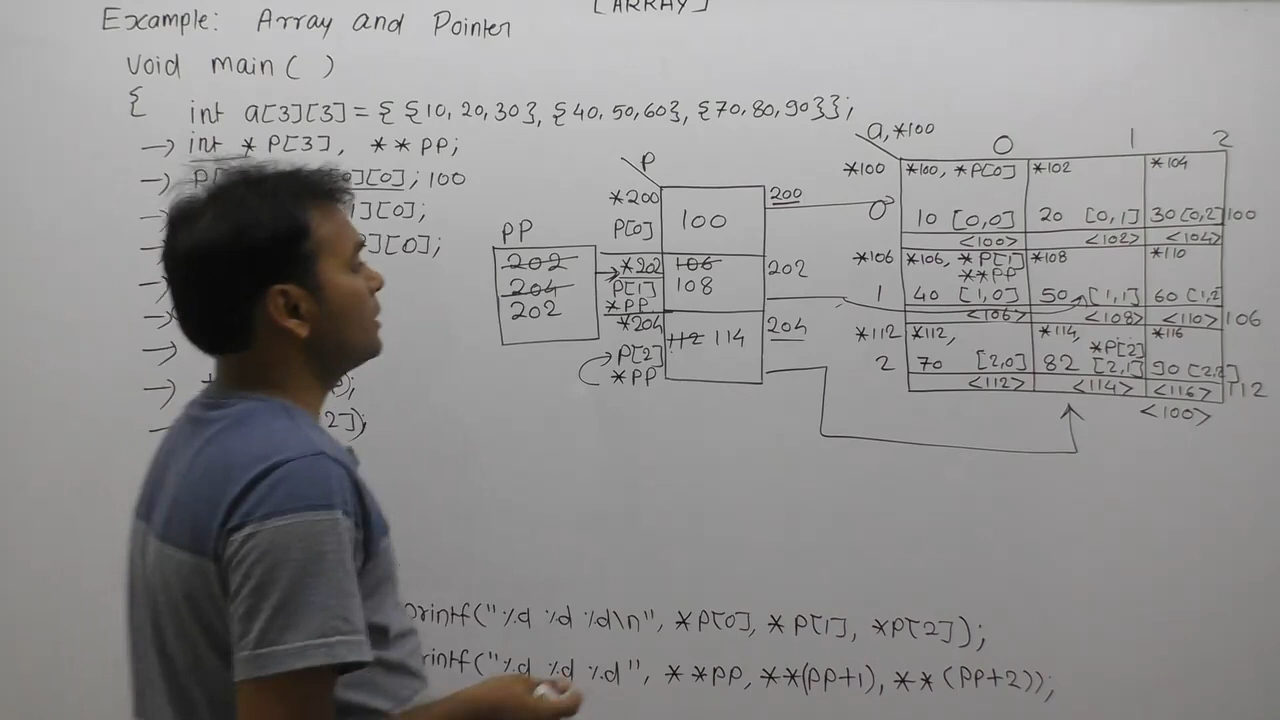 [ARRAY]
Example: Array and Pointer
void main( )
{
int a[3][3] = { {10, 20, 30}, {40, 50, 60}, {70, 80, 90}};
→ int * P[3], ** PP;
→ P[0][0]; 100
→ 1][0];
→ 2][0];
→
→
→
→ );
→ 2]);
PP
202
204
202
P
*200
P[0]
100
200
*202
P[1]
*PP
106
108
202
*204
P[2]
*PP
112 114
204
a, *100
0 1 2
*100
0
*100, *P[0] *102 *104
10 [0,0] 20 [0,1] 30 [0,2] 100
<100> <102> <104>
*106
1
*106, *P[1] *108 *110
**PP
40 [1,0] 50 [1,1] 60 [1,2]
<106> <108> <110> 106
*112
2
*112, *114, *116
*P[2]
70 [2,0] 82 [2,1] 90 [2,2]
<112> <114> <116> 112
<100>
printf("%d %d %d\n", *P[0], *P[1], *P[2]);
printf("%d %d %d", **PP, **(PP+1), **(PP+2));